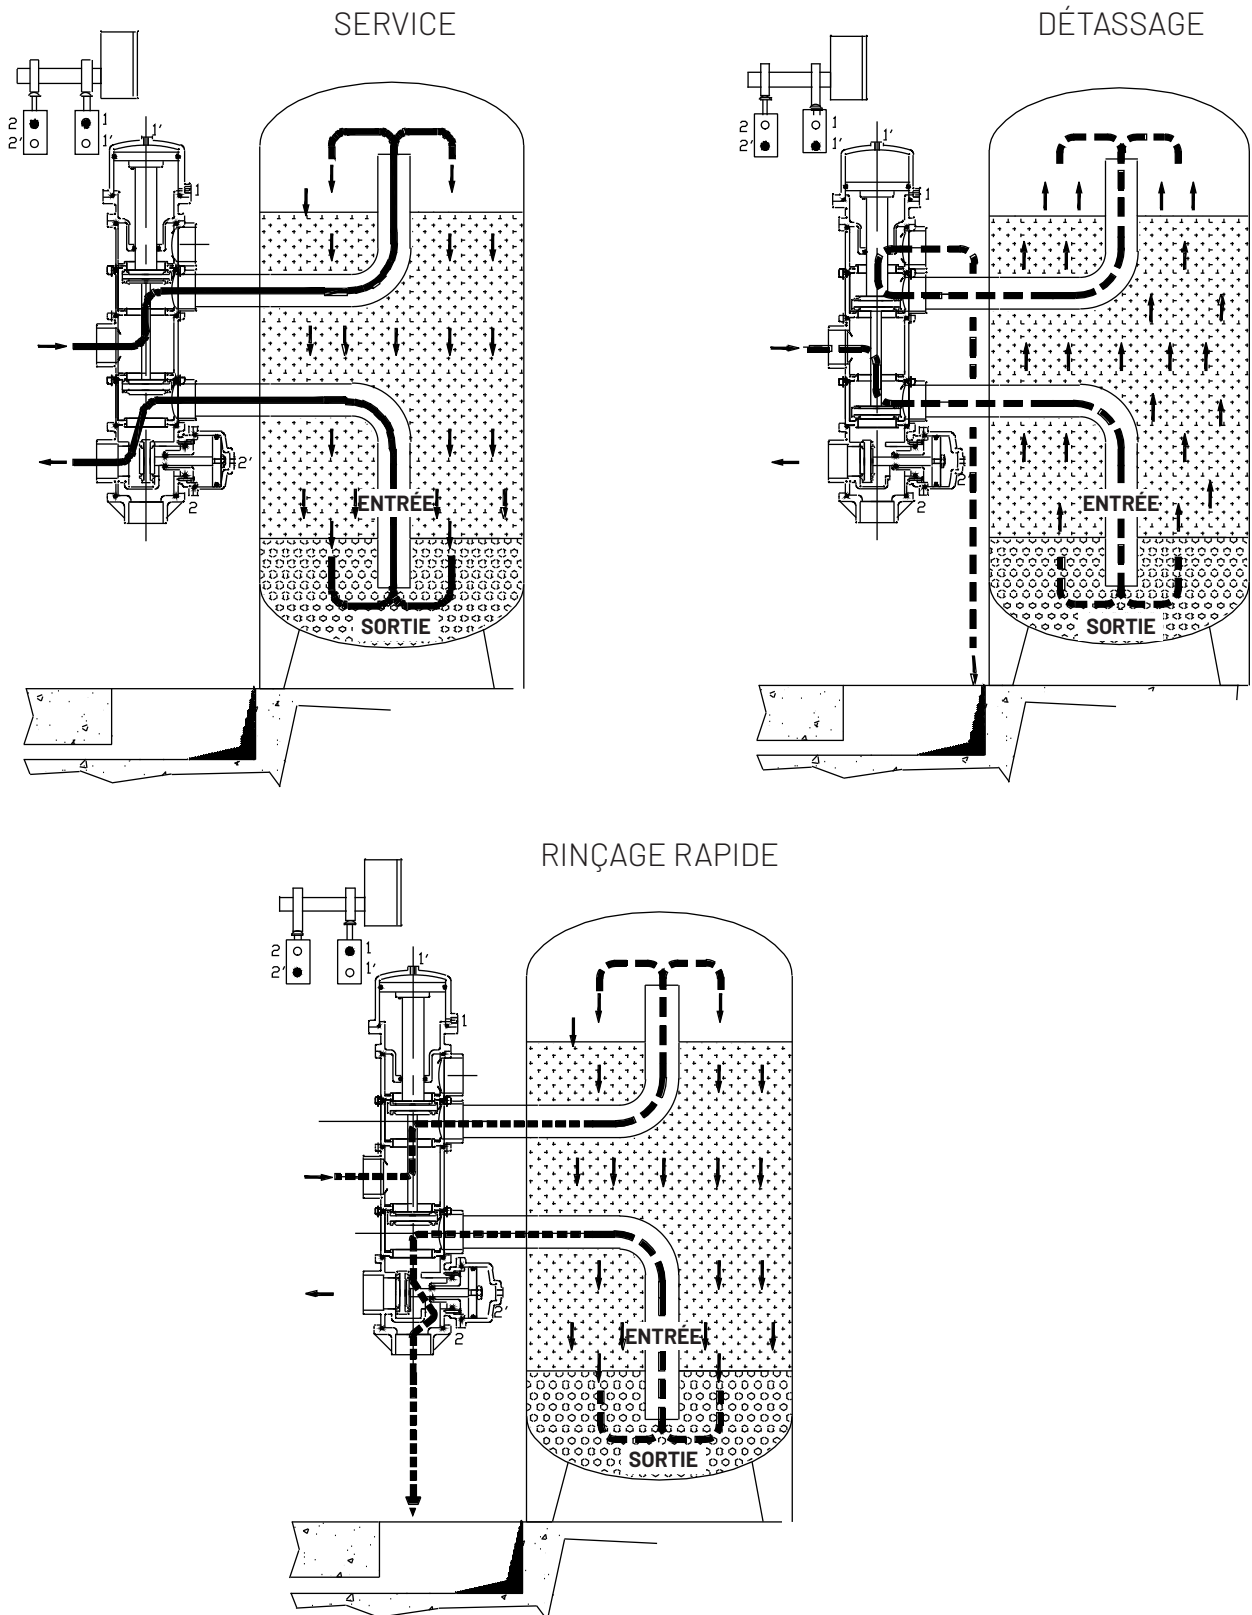 SERVICE
2 1
2' 1'
1'
1
2'
2
ENTRÉE
SORTIE
DÉTASSAGE
2 1
2' 1'
1'
1
2'
ENTRÉE
2
SORTIE
RINÇAGE RAPIDE
2 1
2' 1'
1'
1
2'
2
ENTRÉE
SORTIE